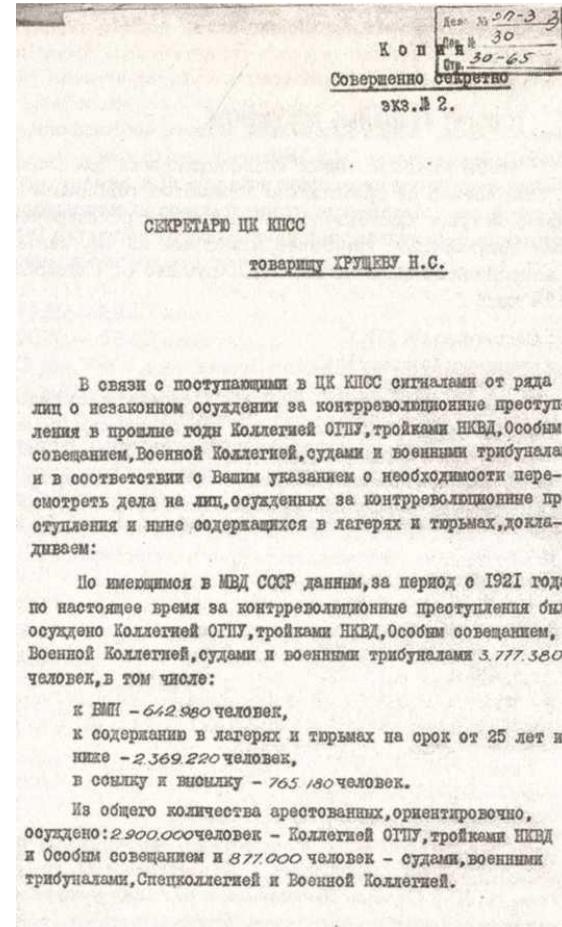 Дело № 
30
Стр. 30-65
Копия
Совершенно секретно
экз.№ 2.
СЕКРЕТАРЮ ЦК КПСС
товарищу ХРУЩЕВУ Н.С.
В связи с поступающими в ЦК КПСС сигналами от ряда
лиц о незаконном осуждении за контрреволюционные преступ-
ления в прошлые годы Коллегией ОГПУ,тройками НКВД,Особым
совещанием,Военной Коллегией,судами и военными трибунала
и в соответствии с Вашим указанием о необходимости пере-
смотреть дела на лиц,осужденных за контрреволюционные пр
ступления и ныне содержащихся в лагерях и тюрьмах,докла-
дываем:
По имеющимся в МВД СССР данным,за период с 1921 года
по настоящее время за контрреволюционные преступления был
осуждено Коллегией ОГПУ,тройками НКВД,Особым совещанием,
Военной Коллегией,судами и военными трибуналами 3.777.380
человек,в том числе:
к ВМН - 642.980 человек,
к содержанию в лагерях и тюрьмах на срок от 25 лет и
ниже - 2.369.220 человек,
в ссылку и высылку - 765.180 человек.
Из общего количества арестованных,ориентировочно,
осуждено: 2.900.000 человек - Коллегией ОГПУ,тройками НКВД
и Особым совещанием и 877.000 человек - судами,военными
трибуналами,Спецколлегией и Военной Коллегией.